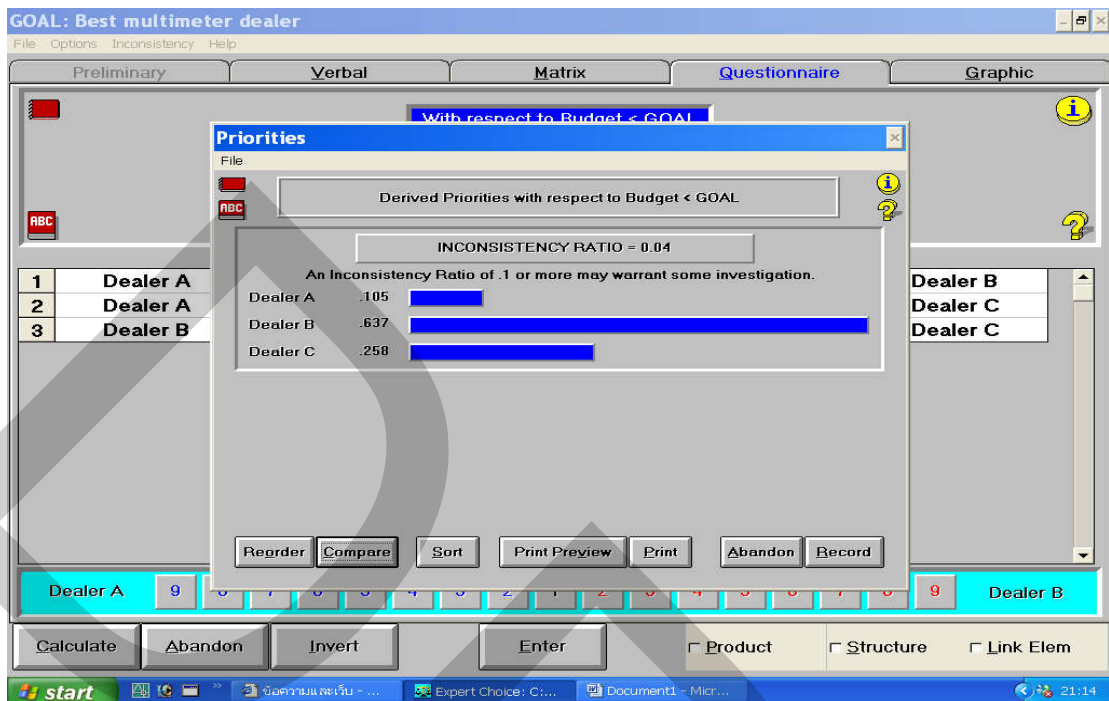 GOAL: Best multimeter dealer
File Options Inconsistency Help
Preliminary Verbal Matrix Questionnaire Graphic
With respect to Budget < GOAL
Priorities
File
Derived Priorities with respect to Budget < GOAL
ABC
ABC
INCONSISTENCY RATIO = 0.04
An Inconsistency Ratio of .1 or more may warrant some investigation.
Dealer A .105
Dealer B .637
Dealer C .258
1 Dealer A Dealer B
2 Dealer A Dealer C
3 Dealer B Dealer C
Reorder Compare Sort Print Preview Print Abandon Record
Dealer A 9 9 Dealer B
Calculate Abandon Invert Enter Product Structure Link Elem
start ข้อความและเว็บ - ... Expert Choice: C:... Document1 - Micr... 21:14